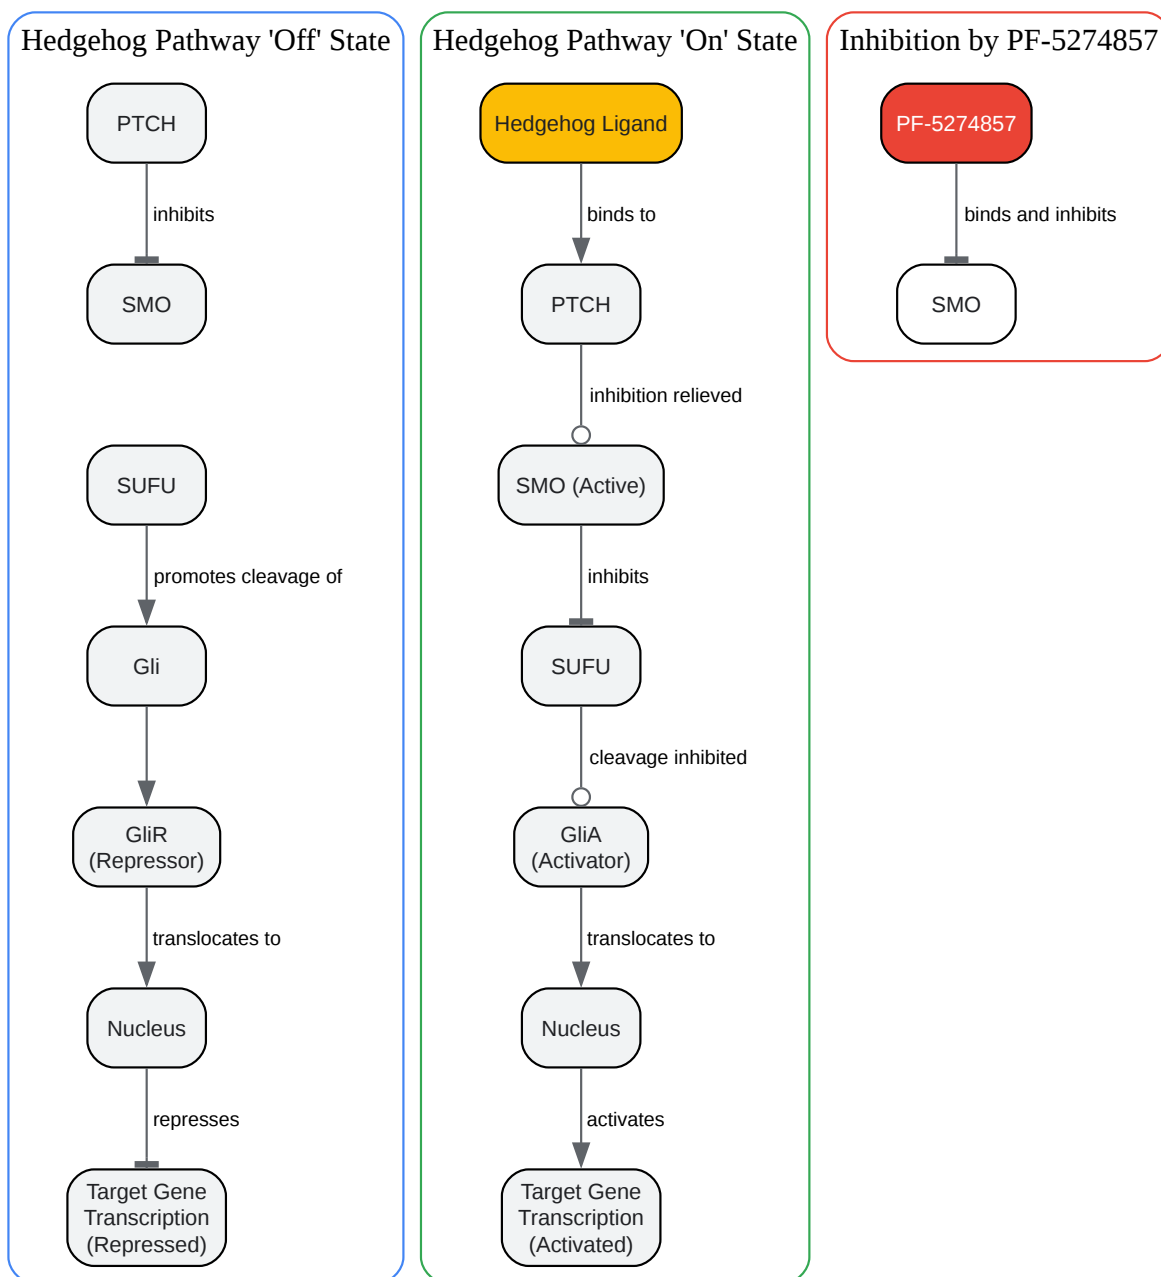 Hedgehog Pathway 'Off' State
PTCH
inhibits
SMO
SUFU
promotes cleavage of
Gli
GliR
(Repressor)
translocates to
Nucleus
represses
Target Gene
Transcription
(Repressed)
Hedgehog Pathway 'On' State
Hedgehog Ligand
binds to
PTCH
inhibition relieved
SMO (Active)
inhibits
SUFU
cleavage inhibited
GliA
(Activator)
translocates to
Nucleus
activates
Target Gene
Transcription
(Activated)
Inhibition by PF-5274857
PF-5274857
binds and inhibits
SMO